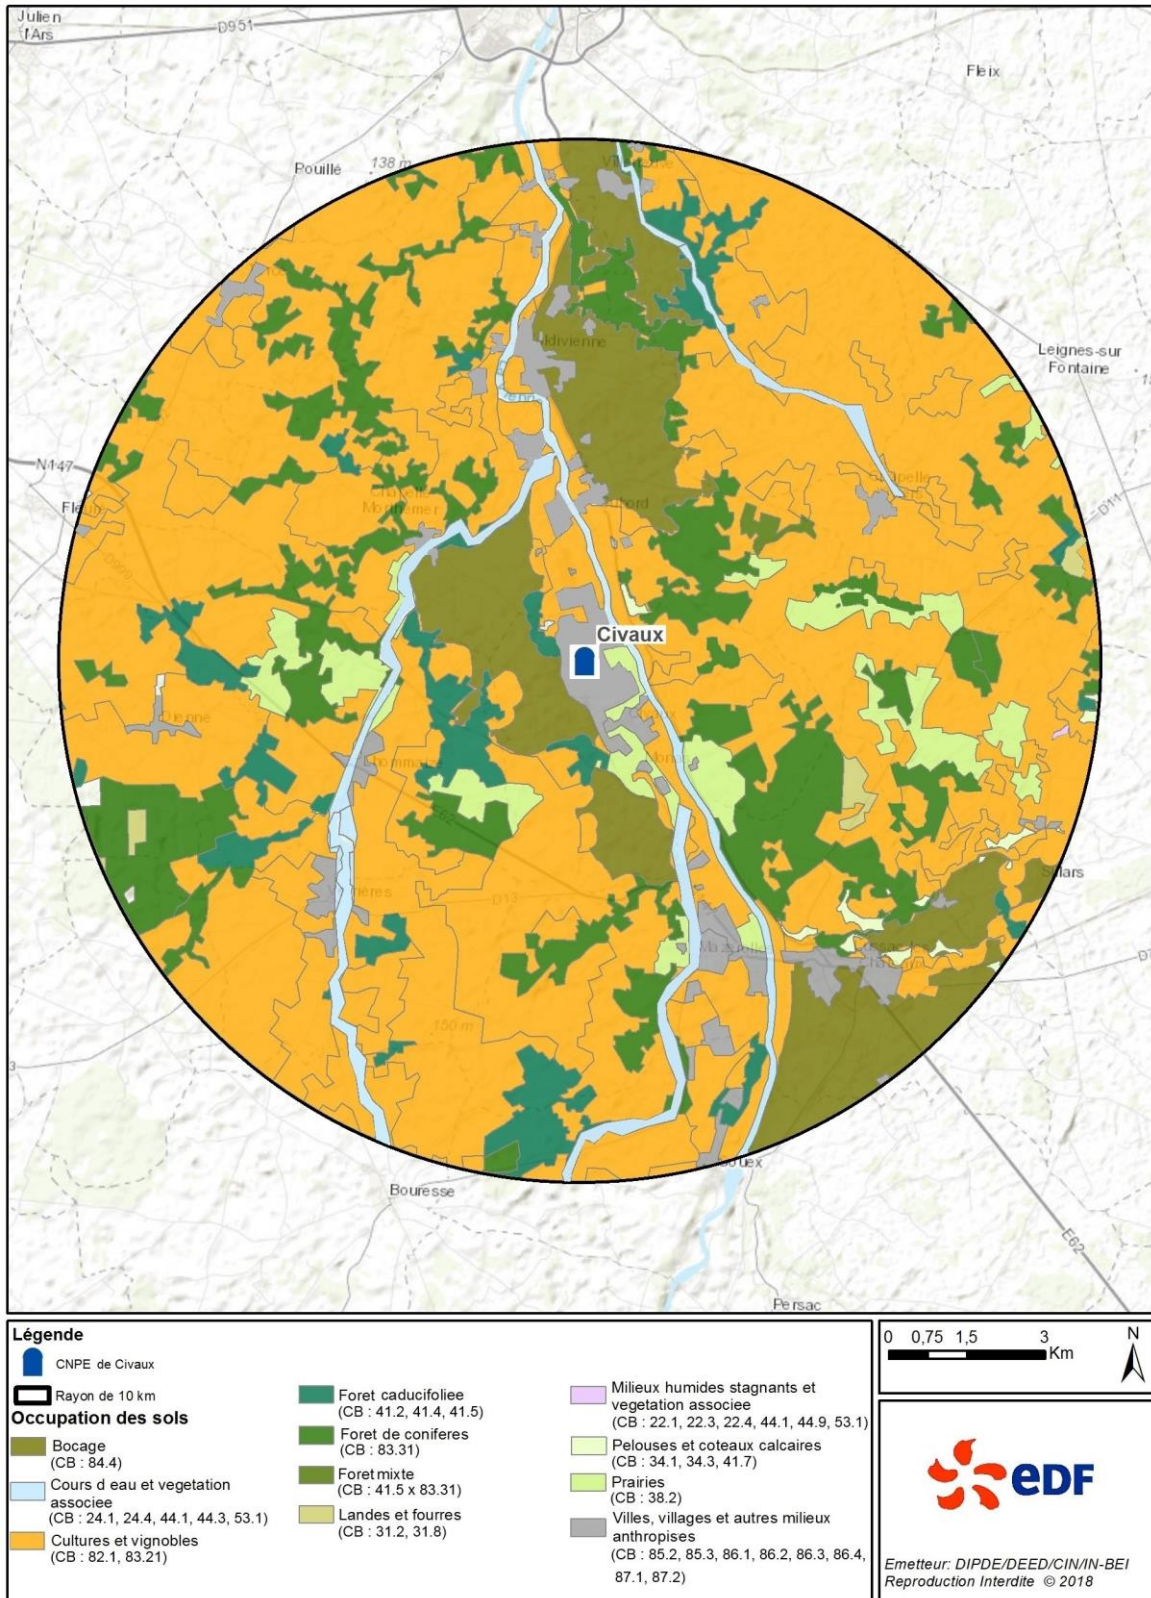 Julien
l'Ars
D951
Fleix
Pouillé
138 m
Leignes-sur
Fontaine
N147
D11
Chapelle
Morthemer
Civaux
Dienné
Lhommaizé
E62
D13
150 m
Bouresse
E62
Persac
Légende
CNPE de Civaux
Rayon de 10 km
Occupation des sols
Bocage
(CB : 84.4)
Cours d eau et vegetation
associee
(CB : 24.1, 24.4, 44.1, 44.3, 53.1)
Cultures et vignobles
(CB : 82.1, 83.21)
Foret caducifoliee
(CB : 41.2, 41.4, 41.5)
Foret de coniferes
(CB : 83.31)
Foret mixte
(CB : 41.5 x 83.31)
Landes et fourres
(CB : 31.2, 31.8)
Milieux humides stagnants et
vegetation associee
(CB : 22.1, 22.3, 22.4, 44.1, 44.9, 53.1)
Pelouses et coteaux calcaires
(CB : 34.1, 34.3, 41.7)
Prairies
(CB : 38.2)
Villes, villages et autres milieux
anthropises
(CB : 85.2, 85.3, 86.1, 86.2, 86.3, 86.4,
87.1, 87.2)
0 0,75 1,5 3
Km
N
eDF
Emetteur: DIPDE/DEED/CIN/IN-BEI
Reproduction Interdite © 2018